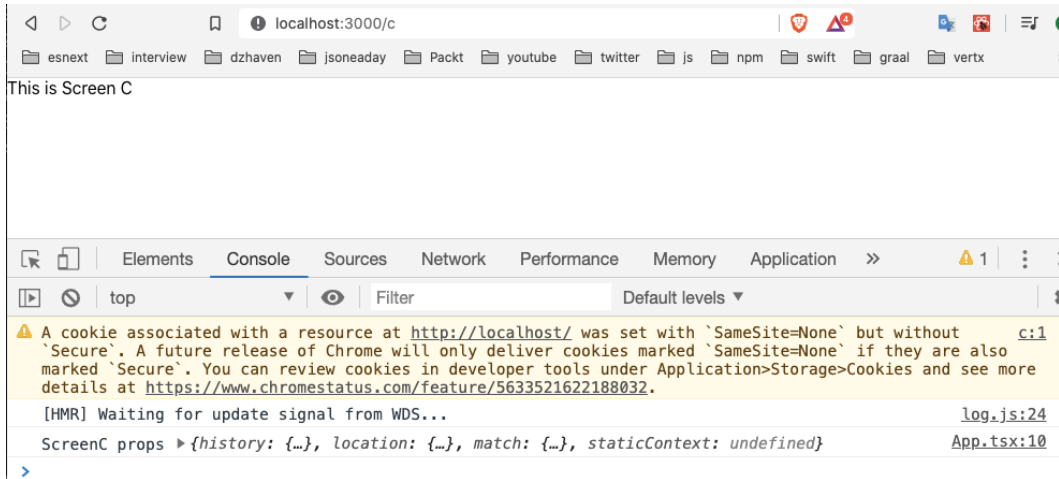 localhost:3000/c
4
esnext interview dzhaven jsoneaday Packt youtube twitter js npm swift graal vertx
This is Screen C
Elements Console Sources Network Performance Memory Application » 1
top Filter Default levels
A cookie associated with a resource at http://localhost/ was set with `SameSite=None` but without c:1
`Secure`. A future release of Chrome will only deliver cookies marked `SameSite=None` if they are also
marked `Secure`. You can review cookies in developer tools under Application>Storage>Cookies and see more
details at https://www.chromestatus.com/feature/5633521622188032.
[HMR] Waiting for update signal from WDS... log.js:24
ScreenC props ▶{history: {…}, location: {…}, match: {…}, staticContext: undefined} App.tsx:10
>